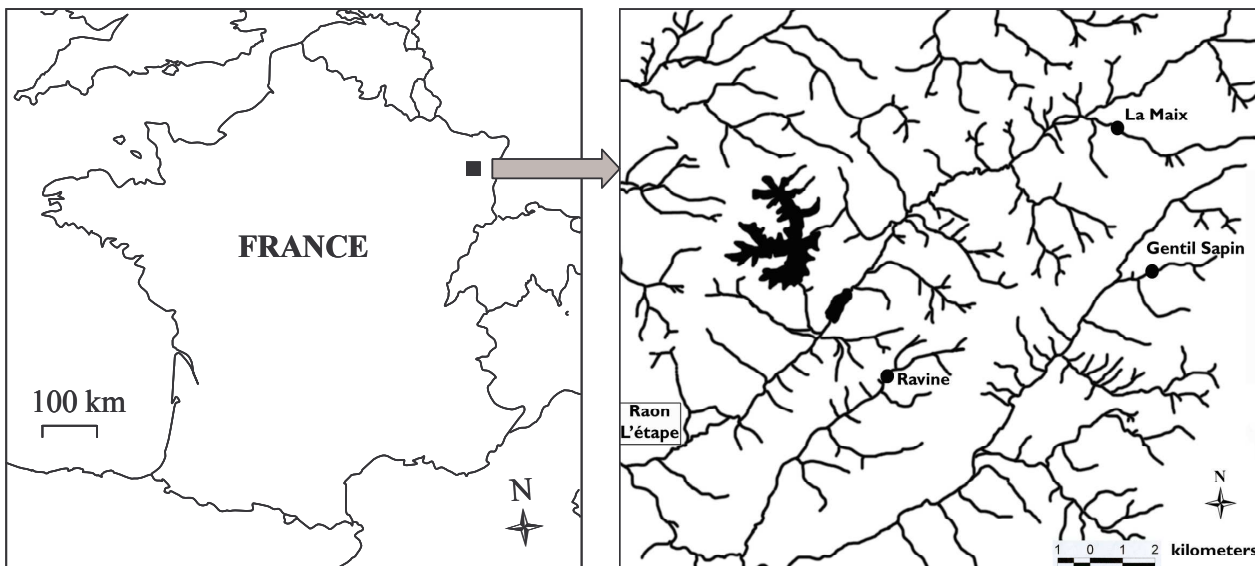 FRANCE
100 km
N
La Maix
Gentil Sapin
Ravine
Raon
L'étape
N
1 0 1 2 kilometers